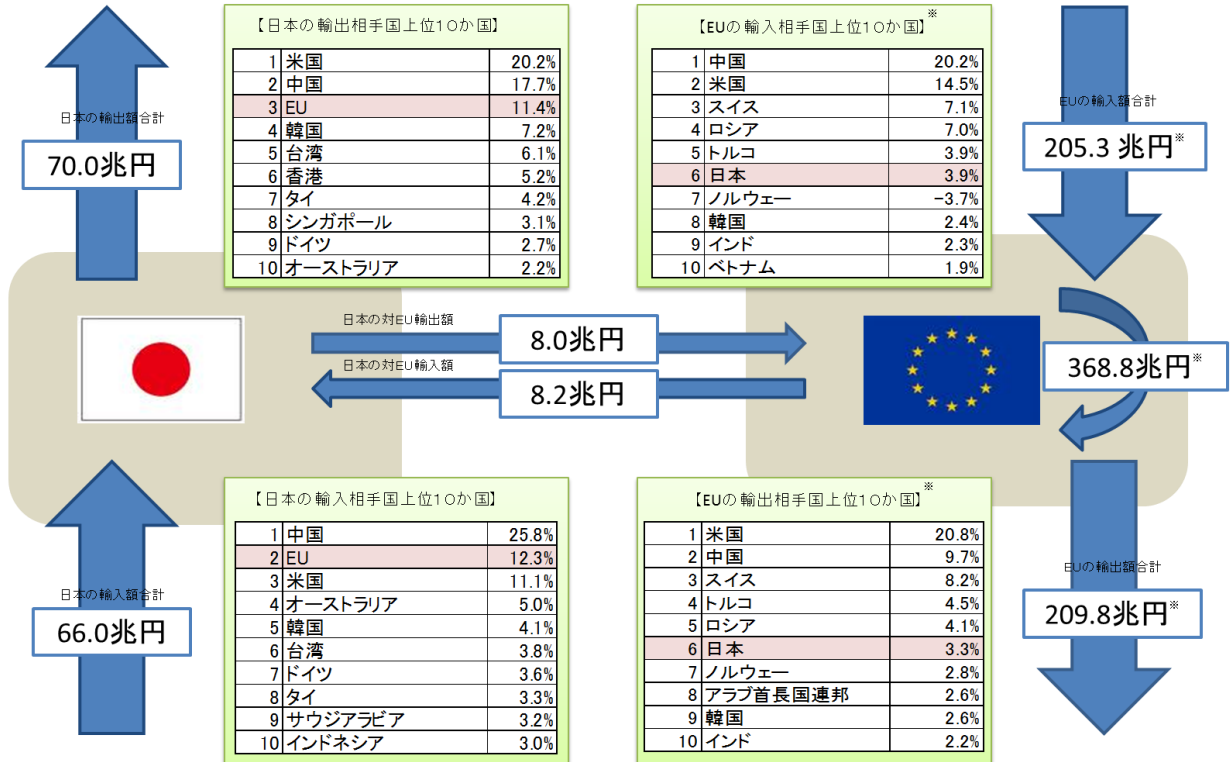 【日本の輸出相手国上位10か国】
1 米国 20.2%
2 中国 17.7%
3 EU 11.4%
4 韓国 7.2%
5 台湾 6.1%
6 香港 5.2%
7 タイ 4.2%
8 シンガポール 3.1%
9 ドイツ 2.7%
10 オーストラリア 2.2%
【EUの輸入相手国上位10か国】※
1 中国 20.2%
2 米国 14.5%
3 スイス 7.1%
4 ロシア 7.0%
5 トルコ 3.9%
6 日本 3.9%
7 ノルウェー −3.7%
8 韓国 2.4%
9 インド 2.3%
10 ベトナム 1.9%
日本の輸出額合計
70.0兆円
EUの輸入額合計
205.3 兆円※
日本の対EU輸出額
8.0兆円
日本の対EU輸入額
8.2兆円
368.8兆円※
【日本の輸入相手国上位10か国】
1 中国 25.8%
2 EU 12.3%
3 米国 11.1%
4 オーストラリア 5.0%
5 韓国 4.1%
6 台湾 3.8%
7 ドイツ 3.6%
8 タイ 3.3%
9 サウジアラビア 3.2%
10 インドネシア 3.0%
【EUの輸出相手国上位10か国】※
1 米国 20.8%
2 中国 9.7%
3 スイス 8.2%
4 トルコ 4.5%
5 ロシア 4.1%
6 日本 3.3%
7 ノルウェー 2.8%
8 アラブ首長国連邦 2.6%
9 韓国 2.6%
10 インド 2.2%
日本の輸入額合計
66.0兆円
EUの輸出額合計
209.8兆円※